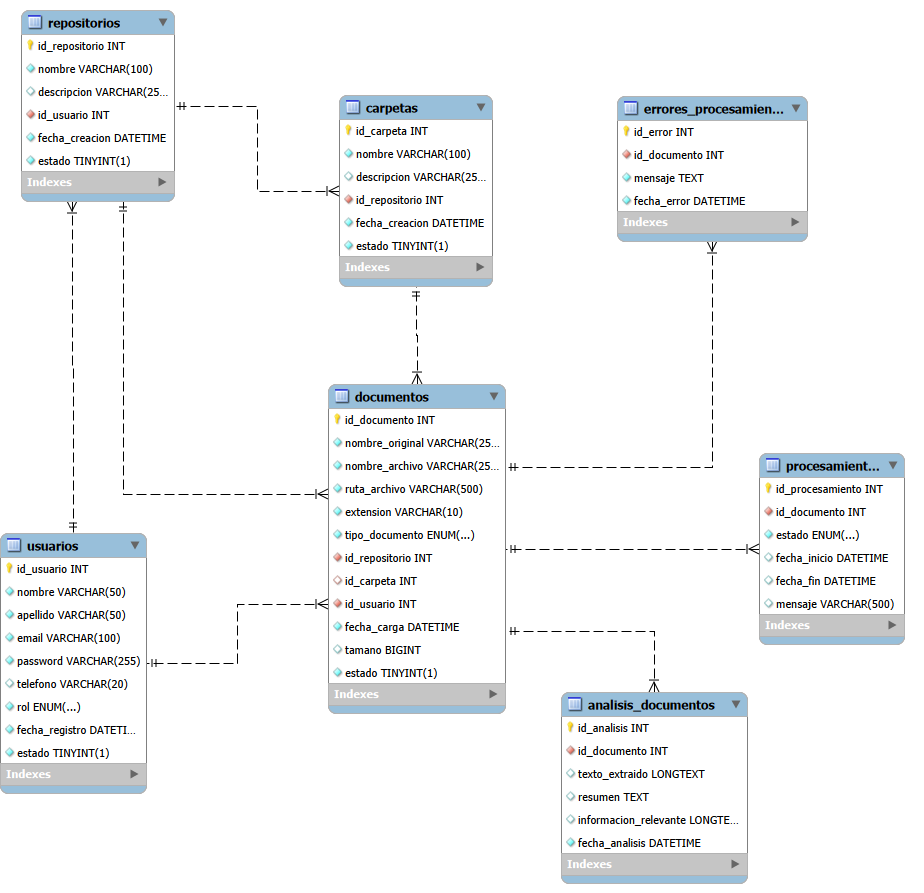 repositorios
id_repositorio INT
nombre VARCHAR(100)
descripcion VARCHAR(25...
id_usuario INT
fecha_creacion DATETIME
estado TINYINT(1)
Indexes
carpetas
id_carpeta INT
nombre VARCHAR(100)
descripcion VARCHAR(25...
id_repositorio INT
fecha_creacion DATETIME
estado TINYINT(1)
Indexes
errores_procesamien...
id_error INT
id_documento INT
mensaje TEXT
fecha_error DATETIME
Indexes
documentos
id_documento INT
nombre_original VARCHAR(25...
nombre_archivo VARCHAR(25...
ruta_archivo VARCHAR(500)
extension VARCHAR(10)
tipo_documento ENUM(...)
id_repositorio INT
id_carpeta INT
id_usuario INT
fecha_carga DATETIME
tamano BIGINT
estado TINYINT(1)
Indexes
procesamient...
id_procesamiento INT
id_documento INT
estado ENUM(...)
fecha_inicio DATETIME
fecha_fin DATETIME
mensaje VARCHAR(500)
Indexes
usuarios
id_usuario INT
nombre VARCHAR(50)
apellido VARCHAR(50)
email VARCHAR(100)
password VARCHAR(255)
telefono VARCHAR(20)
rol ENUM(...)
fecha_registro DATETI...
estado TINYINT(1)
Indexes
analisis_documentos
id_analisis INT
id_documento INT
texto_extraido LONGTEXT
resumen TEXT
informacion_relevante LONGTE...
fecha_analisis DATETIME
Indexes